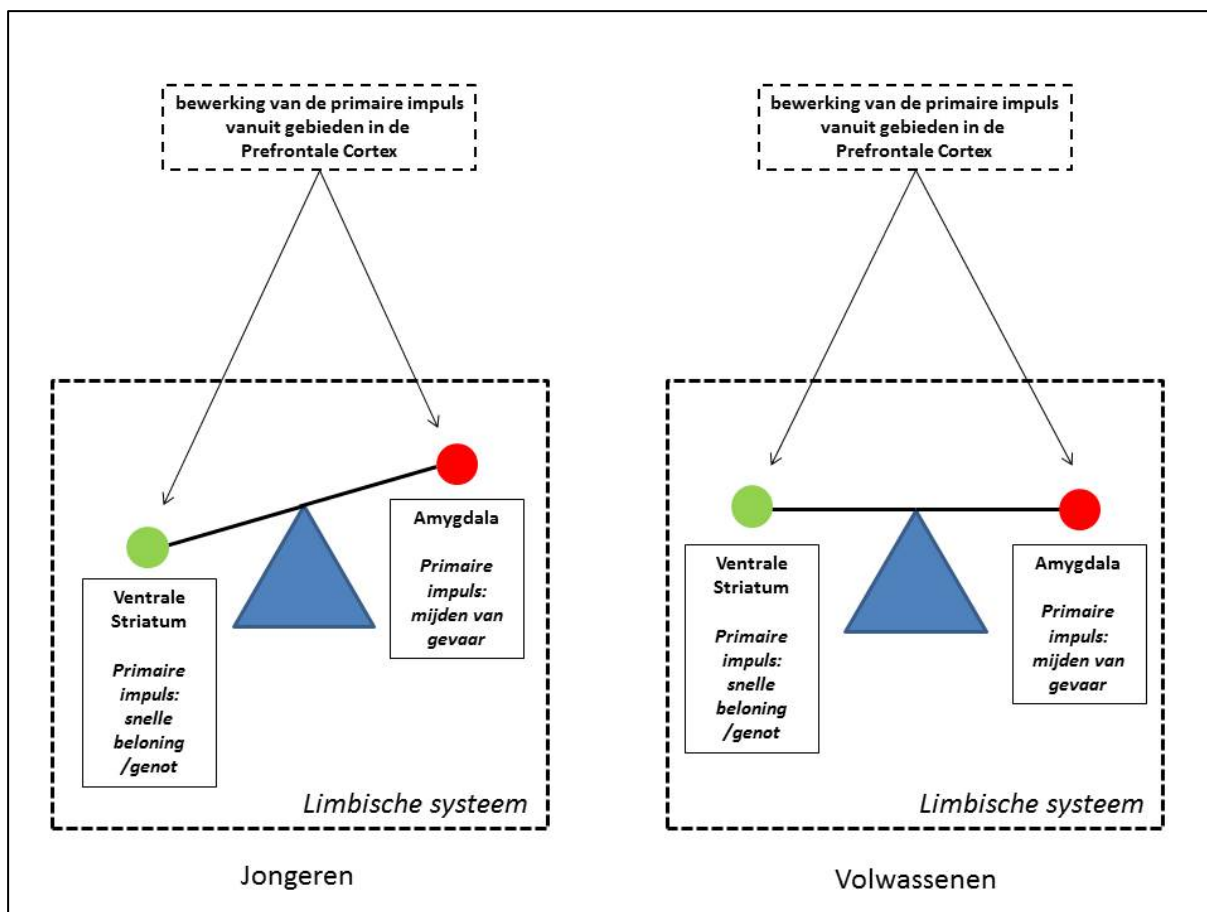 bewerking van de primaire impuls
vanuit gebieden in de
Prefrontale Cortex
Ventrale
Striatum
Primaire
impuls:
snelle
beloning
/genot
Amygdala
Primaire
impuls:
mijden van
gevaar
Limbische systeem
Jongeren
bewerking van de primaire impuls
vanuit gebieden in de
Prefrontale Cortex
Ventrale
Striatum
Primaire
impuls:
snelle
beloning
/genot
Amygdala
Primaire
impuls:
mijden van
gevaar
Limbische systeem
Volwassenen